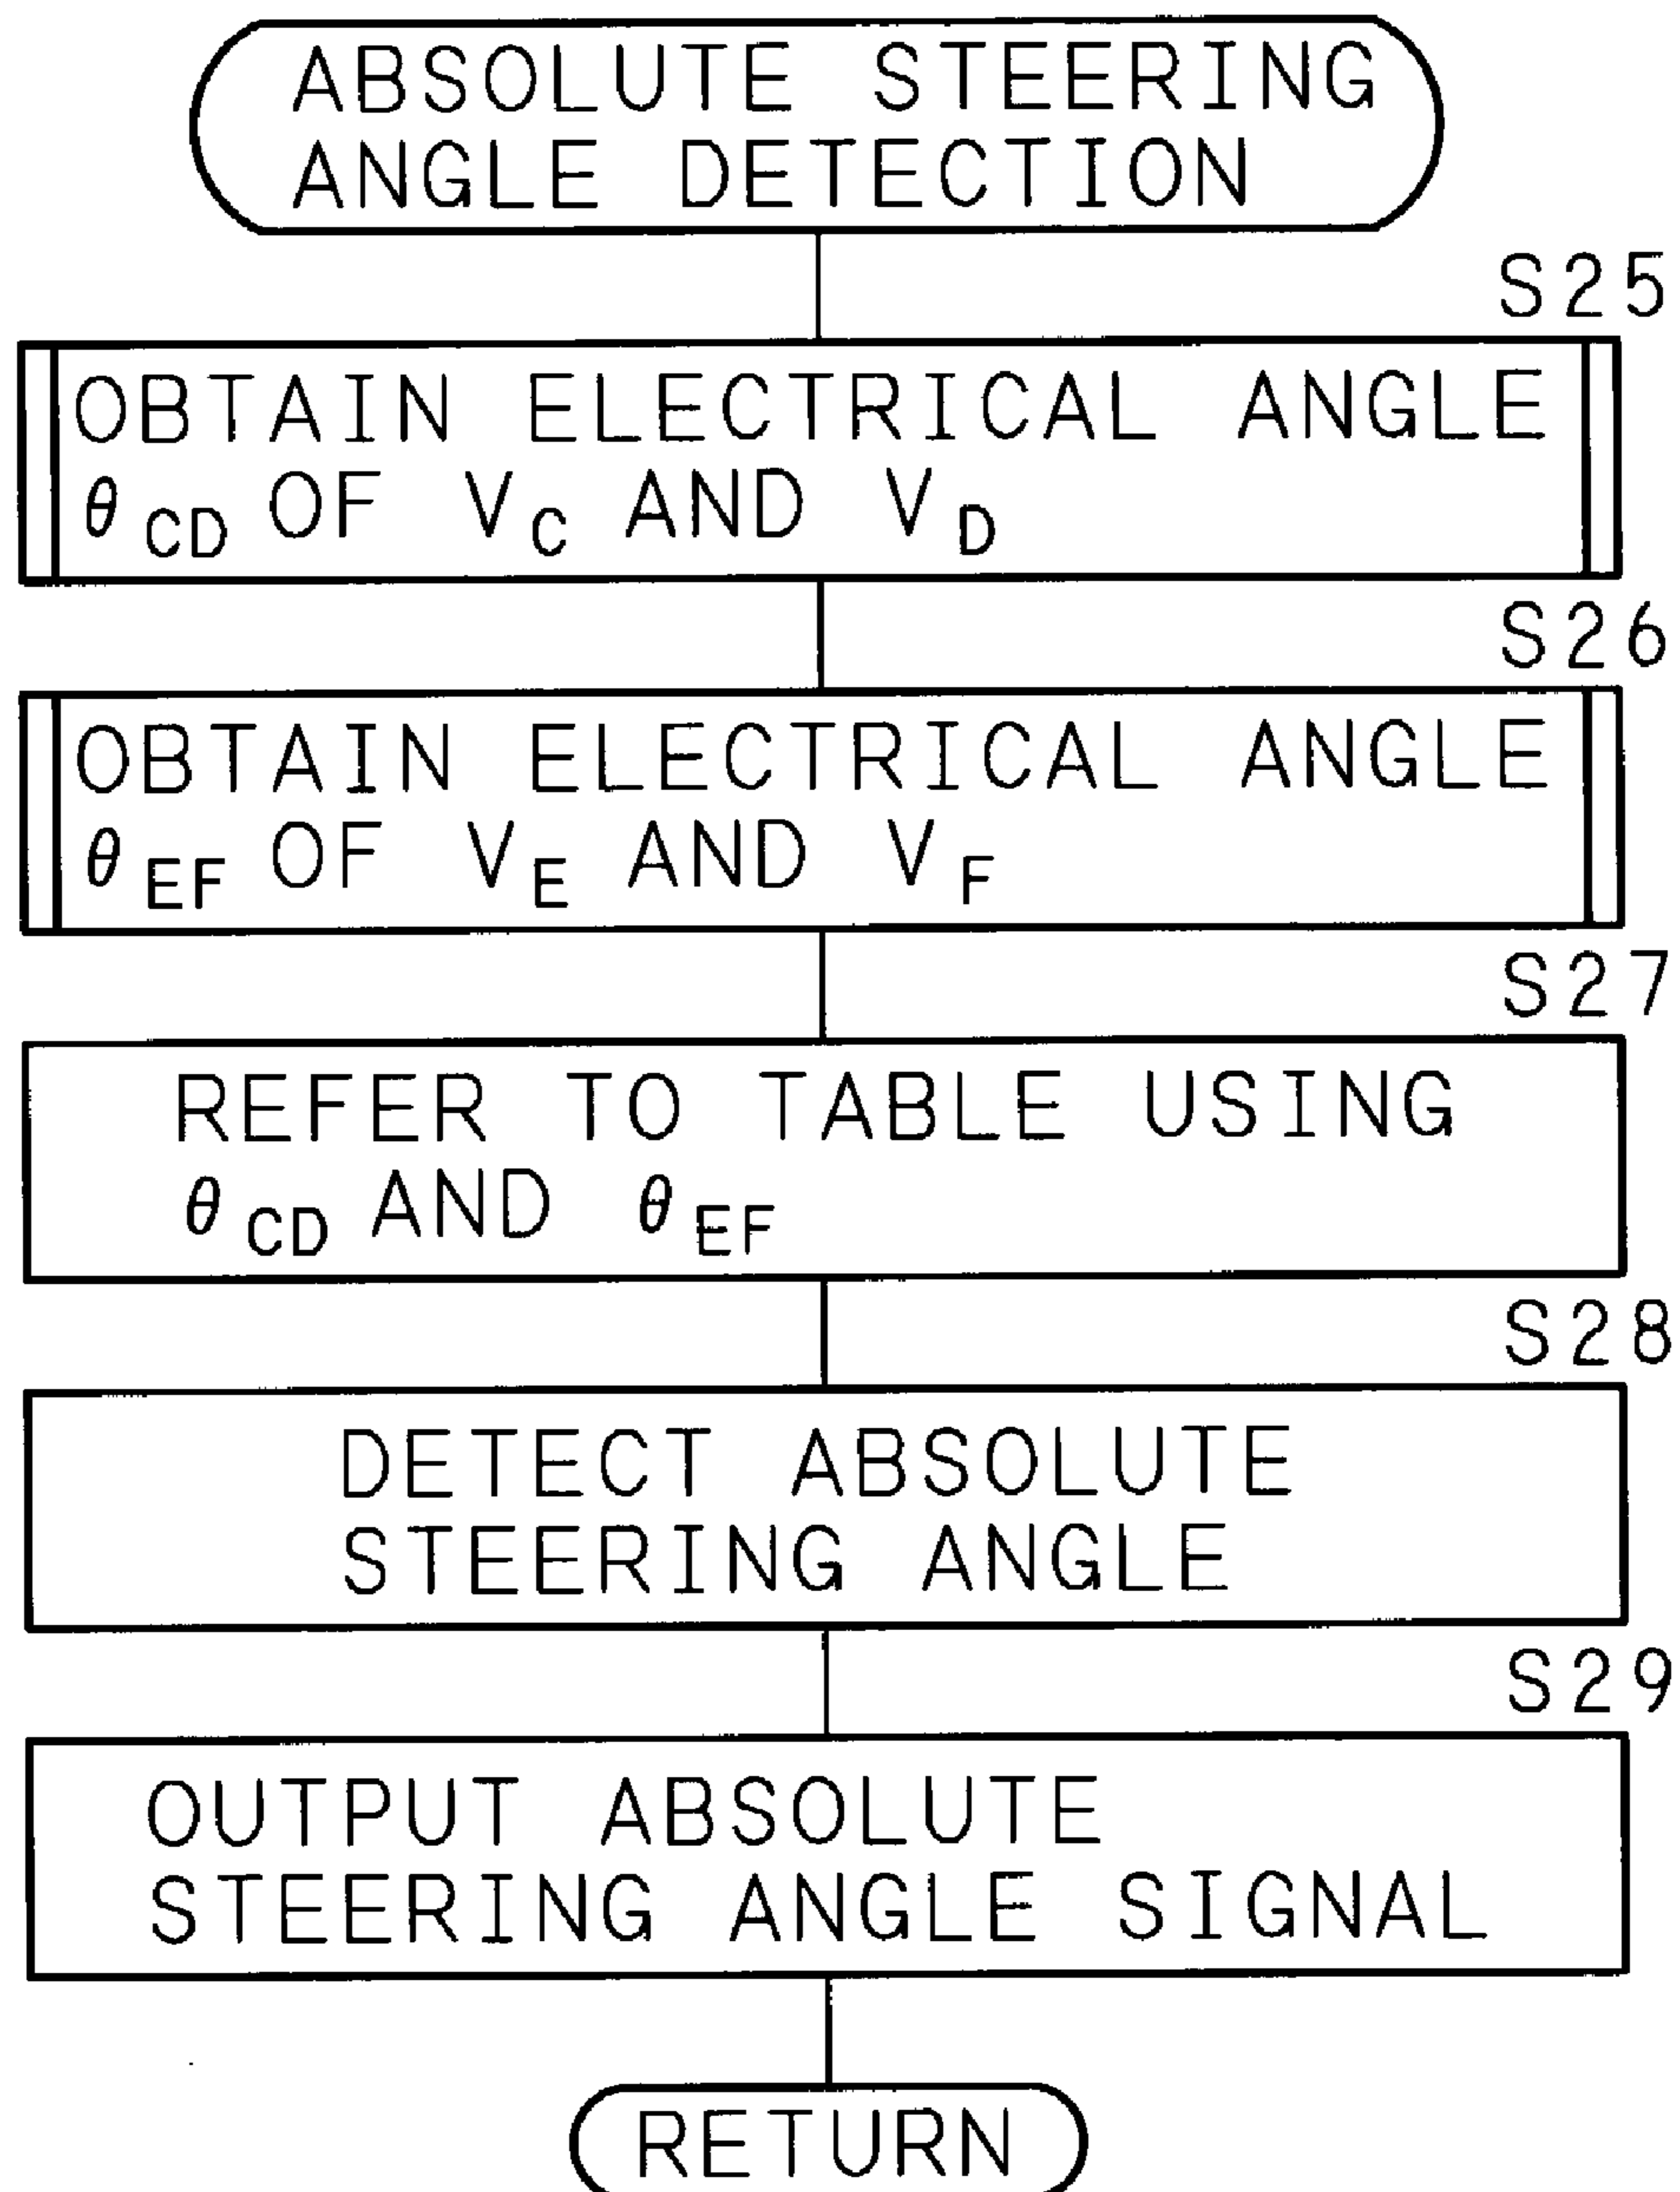 ABSOLUTE STEERING
ANGLE DETECTION
S25
OBTAIN ELECTRICAL ANGLE
θCD OF VC AND VD
S26
OBTAIN ELECTRICAL ANGLE
θEF OF VE AND VF
S27
REFER TO TABLE USING
θCD AND θEF
S28
DETECT ABSOLUTE
STEERING ANGLE
S29
OUTPUT ABSOLUTE
STEERING ANGLE SIGNAL
RETURN